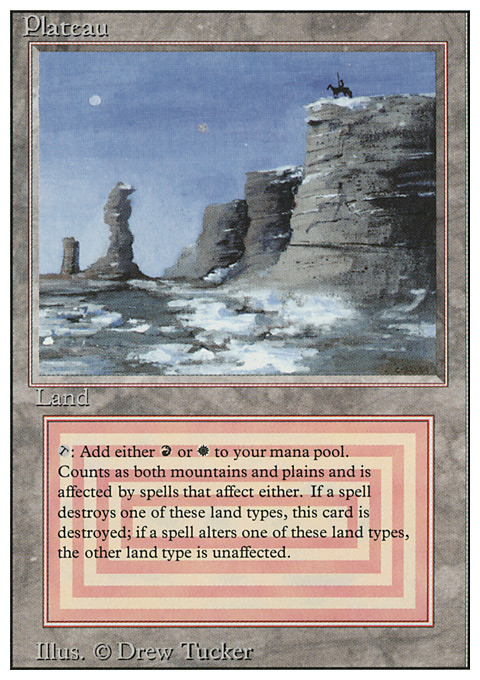 Plateau
Land
: Add either or to your mana pool.
Counts as both mountains and plains and is
affected by spells that affect either. If a spell
destroys one of these land types, this card is
destroyed; if a spell alters one of these land types,
the other land type is unaffected.
Illus. © Drew Tucker